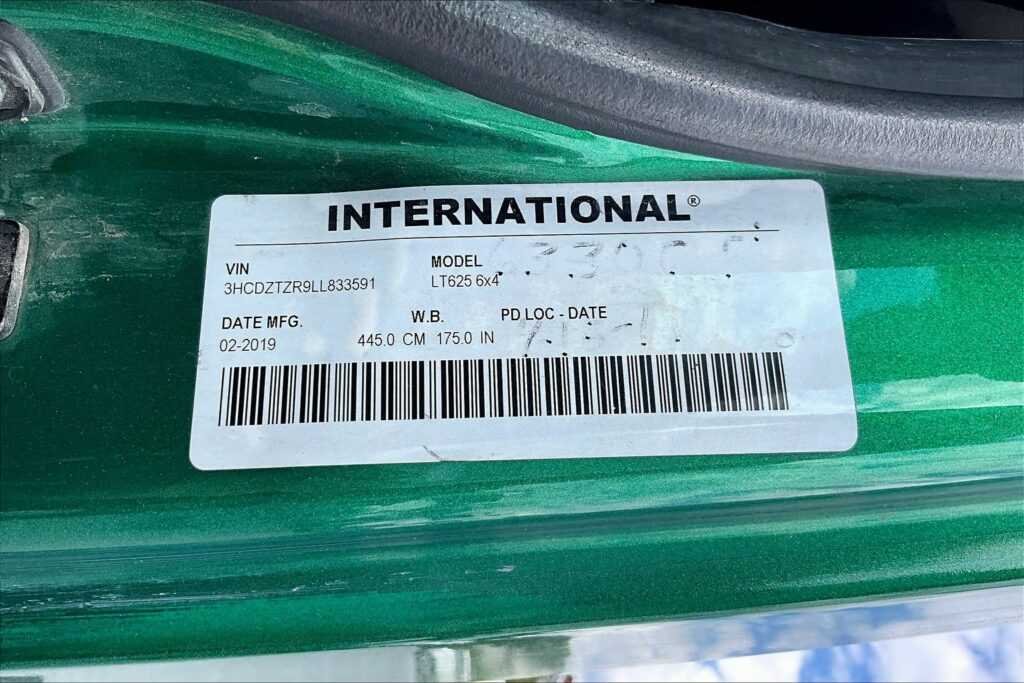 INTERNATIONAL®
VIN
3HCDZTZR9LL833591
MODEL
LT625 6x4
DATE MFG.
02-2019
W.B.
445.0 CM 175.0 IN
PD LOC - DATE